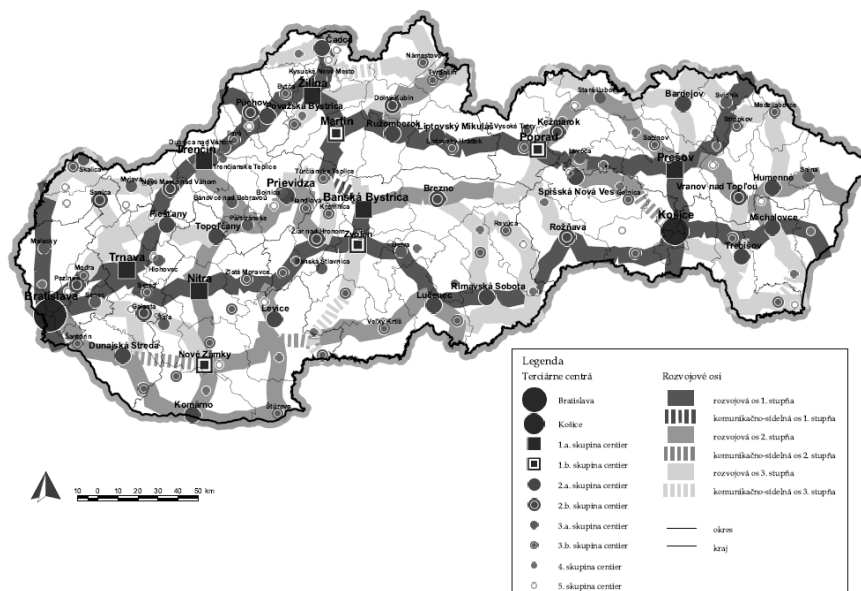 Čadca
Námestovo
Kysucké Nové Mesto
Tvrdošín
Bytča
Žilina
Stará Ľubovňa
Bardejov
Svidník
Púchov
Považská Bystrica
Dolný Kubín
Medzilaborce
Stropkov
Martin
Ružomberok
Liptovský Mikuláš
Vysoké Tatry
Kežmarok
Dubnica nad Váhom
Ilava
Liptovský Hrádok
Poprad
Sabinov
Trenčín
Levoča
Prešov
Trenčianske Teplice
Turčianske Teplice
Skalica
Myjava
Nové Mesto nad Váhom
Prievidza
Bojnice
Spišská Nová Ves
Gelnica
Vranov nad Topľou
Humenné
Snina
Senica
Bánovce nad Bebravou
Handlová
Banská Bystrica
Brezno
Kremnica
Piešťany
Partizánske
Topoľčany
Revúca
Rožňava
Košice
Michalovce
Malacky
Žiar nad Hronom
Zvolen
Detva
Trebišov
Trnava
Hlohovec
Banská Štiavnica
Modra
Pezinok
Zlaté Moravce
Nitra
Senec
Sereď
Rimavská Sobota
Bratislava
Galanta
Levice
Lučenec
Šaľa
Veľký Krtíš
Šamorín
Dunajská Streda
Nové Zámky
Komárno
Štúrovo
10 0 10 20 30 40 50 km
Legenda
Terciárne centrá
Bratislava
Košice
1.a. skupina centier
1.b. skupina centier
2.a. skupina centier
2.b. skupina centier
3.a. skupina centier
3.b. skupina centier
4. skupina centier
5. skupina centier
Rozvojové osi
rozvojová os 1. stupňa
komunikačno-sídelná os 1. stupňa
rozvojová os 2. stupňa
komunikačno-sídelná os 2. stupňa
rozvojová os 3. stupňa
komunikačno-sídelná os 3. stupňa
okres
kraj